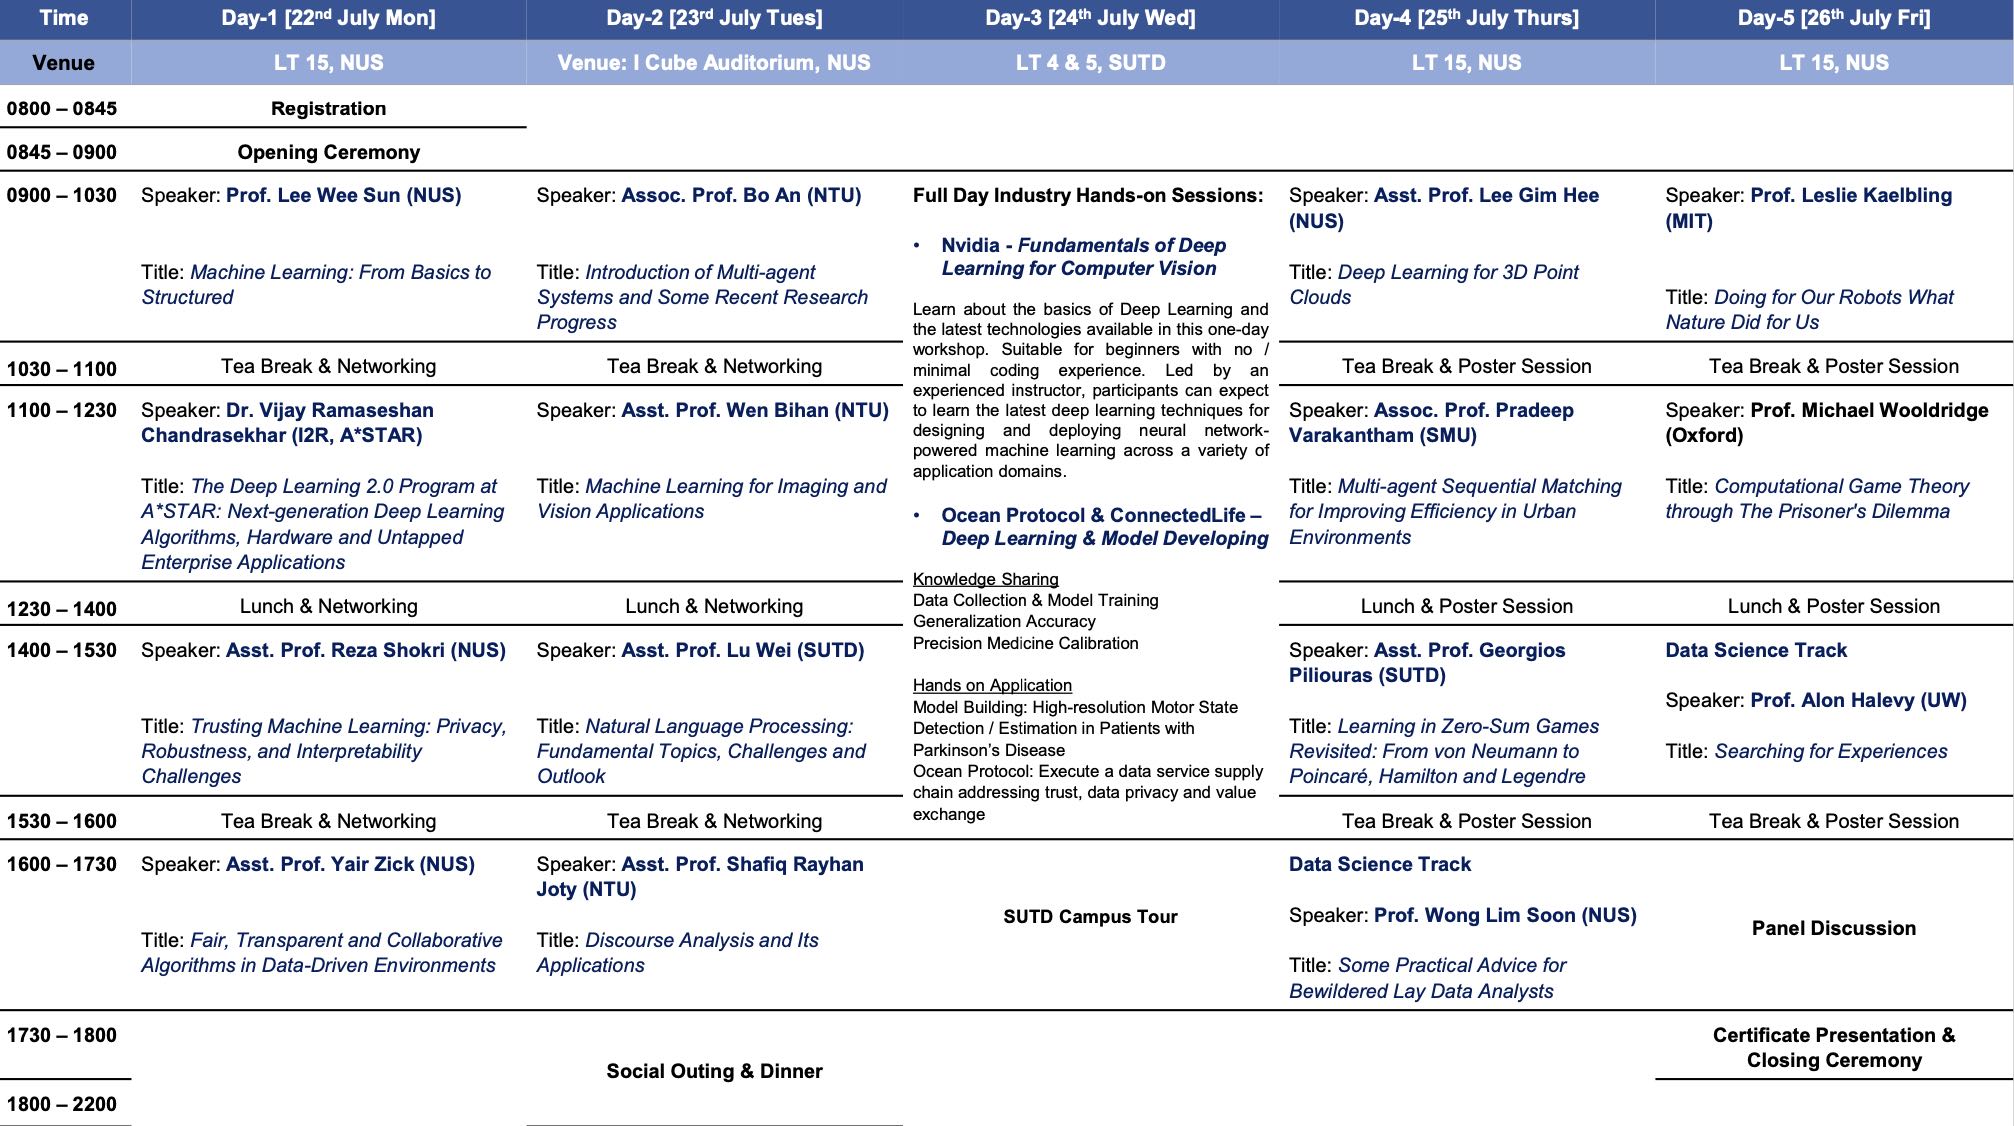 Time
Day-1 [22nd July Mon]
Day-2 [23rd July Tues]
Day-3 [24th July Wed]
Day-4 [25th July Thurs]
Day-5 [26th July Fri]
Venue
LT 15, NUS
Venue: I Cube Auditorium, NUS
LT 4 & 5, SUTD
LT 15, NUS
LT 15, NUS
0800 – 0845
Registration
0845 – 0900
Opening Ceremony
0900 – 1030
Speaker: Prof. Lee Wee Sun (NUS)
Title: Machine Learning: From Basics to
Structured
Speaker: Assoc. Prof. Bo An (NTU)
Title: Introduction of Multi-agent
Systems and Some Recent Research
Progress
Full Day Industry Hands-on Sessions:
• Nvidia - Fundamentals of Deep
Learning for Computer Vision
Learn about the basics of Deep Learning and
the latest technologies available in this one-day
workshop. Suitable for beginners with no /
minimal coding experience. Led by an
experienced instructor, participants can expect
to learn the latest deep learning techniques for
designing and deploying neural network-
powered machine learning across a variety of
application domains.
• Ocean Protocol & ConnectedLife –
Deep Learning & Model Developing
Knowledge Sharing
Data Collection & Model Training
Generalization Accuracy
Precision Medicine Calibration
Hands on Application
Model Building: High-resolution Motor State
Detection / Estimation in Patients with
Parkinson's Disease
Ocean Protocol: Execute a data service supply
chain addressing trust, data privacy and value
exchange
Speaker: Asst. Prof. Lee Gim Hee
(NUS)
Title: Deep Learning for 3D Point
Clouds
Speaker: Prof. Leslie Kaelbling
(MIT)
Title: Doing for Our Robots What
Nature Did for Us
1030 – 1100
Tea Break & Networking
Tea Break & Networking
Tea Break & Poster Session
Tea Break & Poster Session
1100 – 1230
Speaker: Dr. Vijay Ramaseshan
Chandrasekhar (I2R, A*STAR)
Title: The Deep Learning 2.0 Program at
A*STAR: Next-generation Deep Learning
Algorithms, Hardware and Untapped
Enterprise Applications
Speaker: Asst. Prof. Wen Bihan (NTU)
Title: Machine Learning for Imaging and
Vision Applications
Speaker: Assoc. Prof. Pradeep
Varakantham (SMU)
Title: Multi-agent Sequential Matching
for Improving Efficiency in Urban
Environments
Speaker: Prof. Michael Wooldridge
(Oxford)
Title: Computational Game Theory
through The Prisoner's Dilemma
1230 – 1400
Lunch & Networking
Lunch & Networking
Lunch & Poster Session
Lunch & Poster Session
1400 – 1530
Speaker: Asst. Prof. Reza Shokri (NUS)
Title: Trusting Machine Learning: Privacy,
Robustness, and Interpretability
Challenges
Speaker: Asst. Prof. Lu Wei (SUTD)
Title: Natural Language Processing:
Fundamental Topics, Challenges and
Outlook
Speaker: Asst. Prof. Georgios
Piliouras (SUTD)
Title: Learning in Zero-Sum Games
Revisited: From von Neumann to
Poincaré, Hamilton and Legendre
Data Science Track
Speaker: Prof. Alon Halevy (UW)
Title: Searching for Experiences
1530 – 1600
Tea Break & Networking
Tea Break & Networking
Tea Break & Poster Session
Tea Break & Poster Session
1600 – 1730
Speaker: Asst. Prof. Yair Zick (NUS)
Title: Fair, Transparent and Collaborative
Algorithms in Data-Driven Environments
Speaker: Asst. Prof. Shafiq Rayhan
Joty (NTU)
Title: Discourse Analysis and Its
Applications
SUTD Campus Tour
Data Science Track
Speaker: Prof. Wong Lim Soon (NUS)
Title: Some Practical Advice for
Bewildered Lay Data Analysts
Panel Discussion
1730 – 1800
Social Outing & Dinner
Certificate Presentation &
Closing Ceremony
1800 – 2200